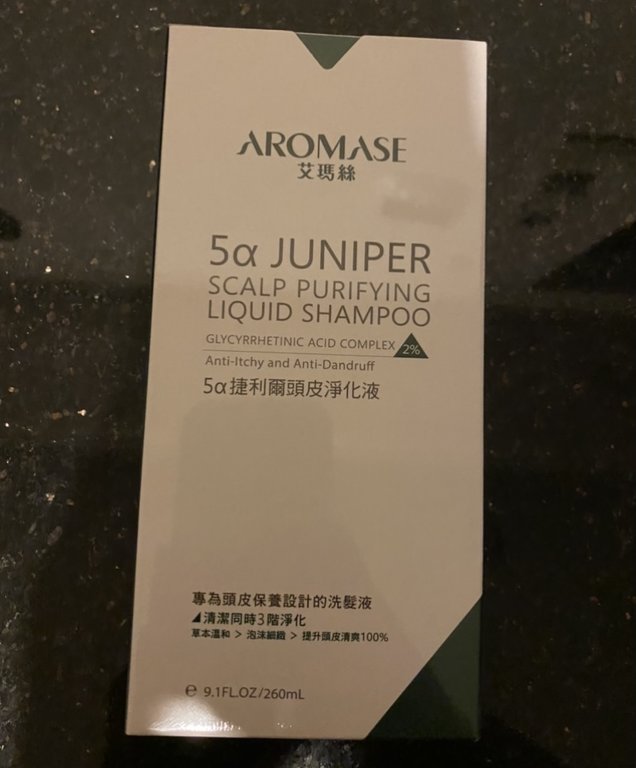 AROMASE
艾瑪絲
5α JUNIPER
SCALP PURIFYING
LIQUID SHAMPOO
GLYCYRRHETINIC ACID COMPLEX 2%
Anti-Itchy and Anti-Dandruff
5α捷利爾頭皮淨化液
專為頭皮保養設計的洗髮液
清潔同時3階淨化
草本溫和 > 泡沫細緻 > 提升頭皮清爽100%
℮ 9.1FL.OZ/260mL